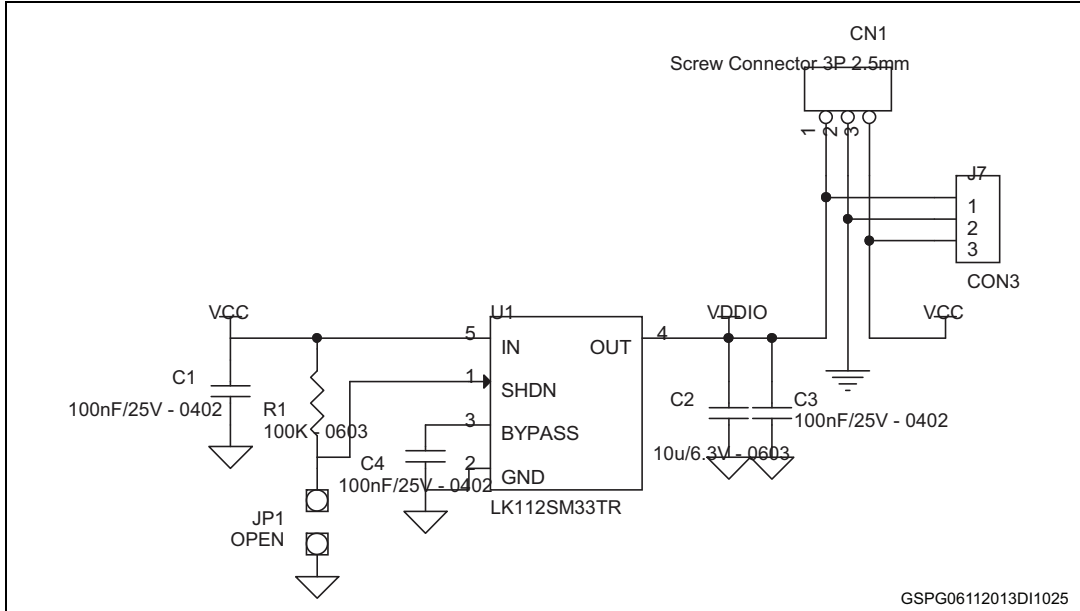 CN1
Screw Connector 3P 2.5mm
1
2
3
J7
1
2
3
CON3
VCC
U1
VDDIO
VCC
5
IN
OUT
4
C1
1
SHDN
100nF/25V - 0402
R1
100K - 0603
3
BYPASS
C2
C3
100nF/25V - 0402
C4
2
GND
100nF/25V - 0402
10u/6.3V - 0603
LK112SM33TR
JP1
OPEN
GSPG06112013DI1025